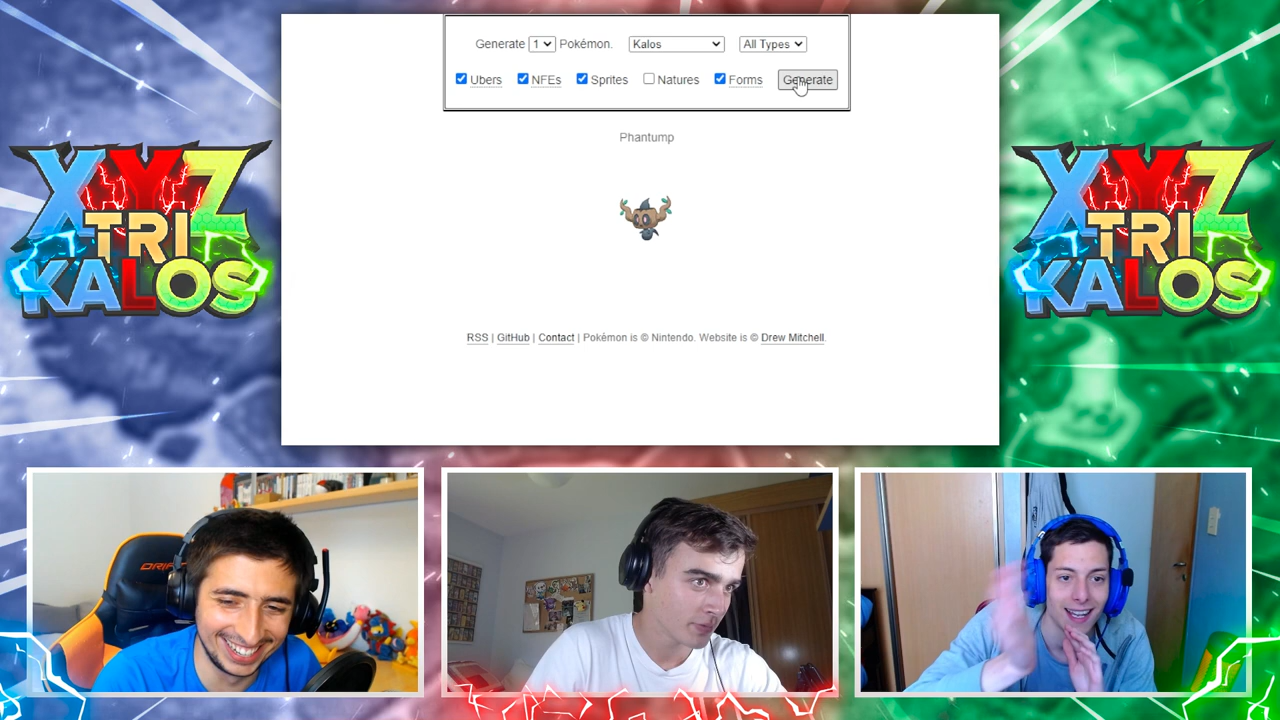 Generate 1 Pokémon. Kalos All Types
Ubers NFEs Sprites Natures Forms Generate
Phantump
RSS | GitHub | Contact | Pokémon is © Nintendo. Website is © Drew Mitchell.
XYZ
TRI
KALOS
XYZ
TRI
KALOS